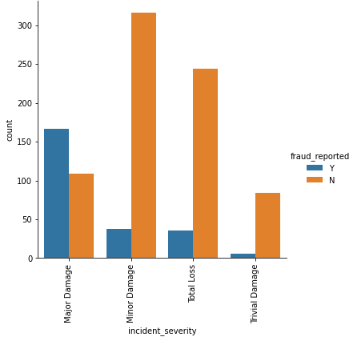 300
250
200
150
100
50
0
count
Major Damage
Minor Damage
Total Loss
Trivial Damage
incident_severity
fraud_reported
Y
N